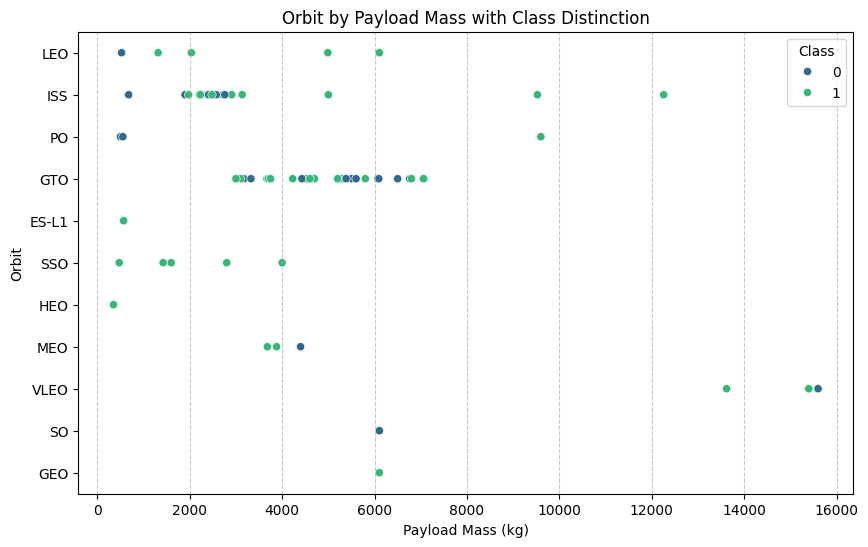 Orbit by Payload Mass with Class Distinction
Class
0
1
Orbit
LEO
ISS
PO
GTO
ES-L1
SSO
HEO
MEO
VLEO
SO
GEO
0 2000 4000 6000 8000 10000 12000 14000 16000
Payload Mass (kg)